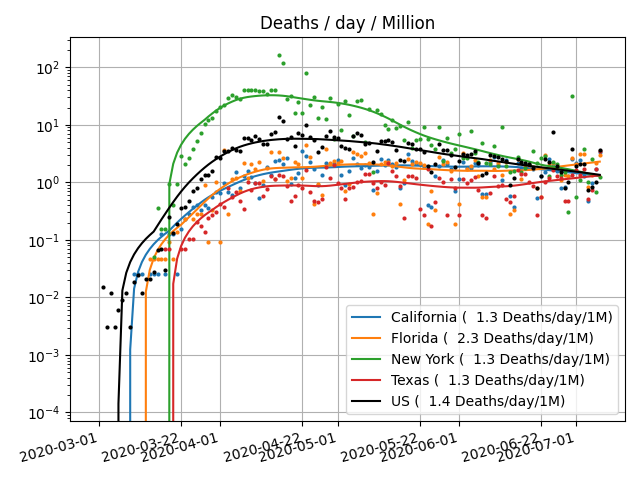 Deaths / day / Million
10²
10¹
10⁰
10⁻¹
10⁻²
10⁻³
10⁻⁴
California (  1.3 Deaths/day/1M)
Florida (  2.3 Deaths/day/1M)
New York (  1.3 Deaths/day/1M)
Texas (  1.3 Deaths/day/1M)
US (  1.4 Deaths/day/1M)
2020-03-01
2020-03-22
2020-04-01
2020-04-22
2020-05-01
2020-05-22
2020-06-01
2020-06-22
2020-07-01